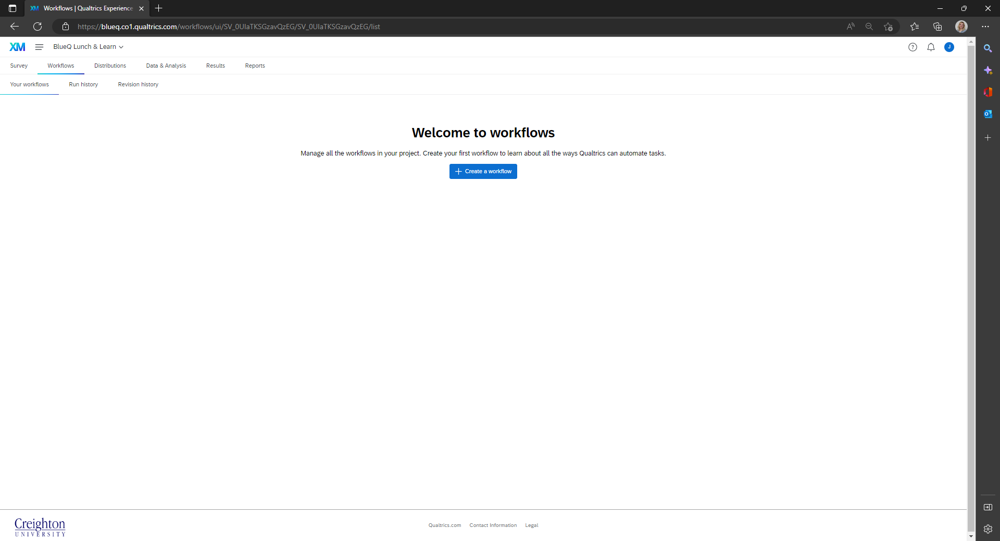 Workflows | Qualtrics Experience
https://blueq.co1.qualtrics.com/workflows/ui/SV_0UIaTKSGzavQzEG/SV_0UIaTKSGzavQzEG/list
XM BlueQ Lunch & Learn
J
Survey Workflows Distributions Data & Analysis Results Reports
Your workflows Run history Revision history
Welcome to workflows
Manage all the workflows in your project. Create your first workflow to learn about all the ways Qualtrics can automate tasks.
Create a workflow
Creighton
UNIVERSITY
Qualtrics.com Contact Information Legal